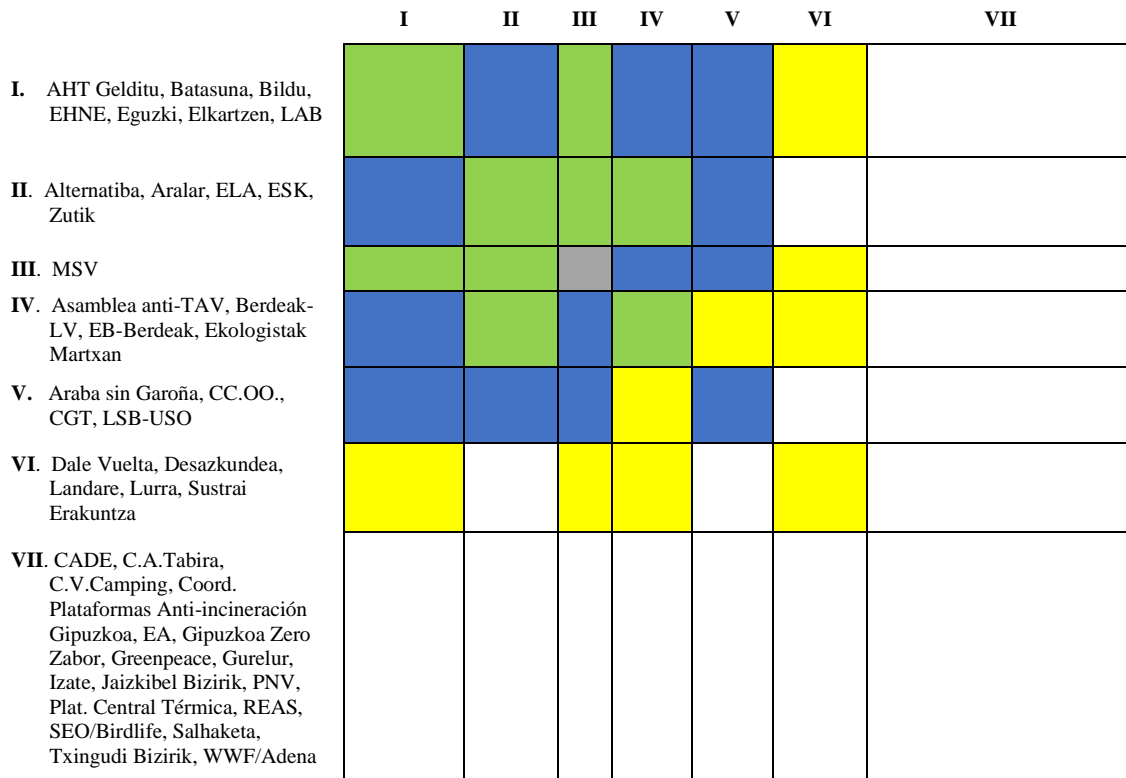 I II III IV V VI VII
I. AHT Gelditu, Batasuna, Bildu,
EHNE, Eguzki, Elkartzen, LAB
II. Alternatiba, Aralar, ELA, ESK,
Zutik
III. MSV
IV. Asamblea anti-TAV, Berdeak-
LV, EB-Berdeak, Ekologistak
Martxan
V. Araba sin Garoña, CC.OO.,
CGT, LSB-USO
VI. Dale Vuelta, Desazkundea,
Landare, Lurra, Sustrai
Erakuntza
VII. CADE, C.A.Tabira,
C.V.Camping, Coord.
Plataformas Anti-incineración
Gipuzkoa, EA, Gipuzkoa Zero
Zabor, Greenpeace, Gurelur,
Izate, Jaizkibel Bizirik, PNV,
Plat. Central Térmica, REAS,
SEO/Birdlife, Salhaketa,
Txingudi Bizirik, WWF/Adena